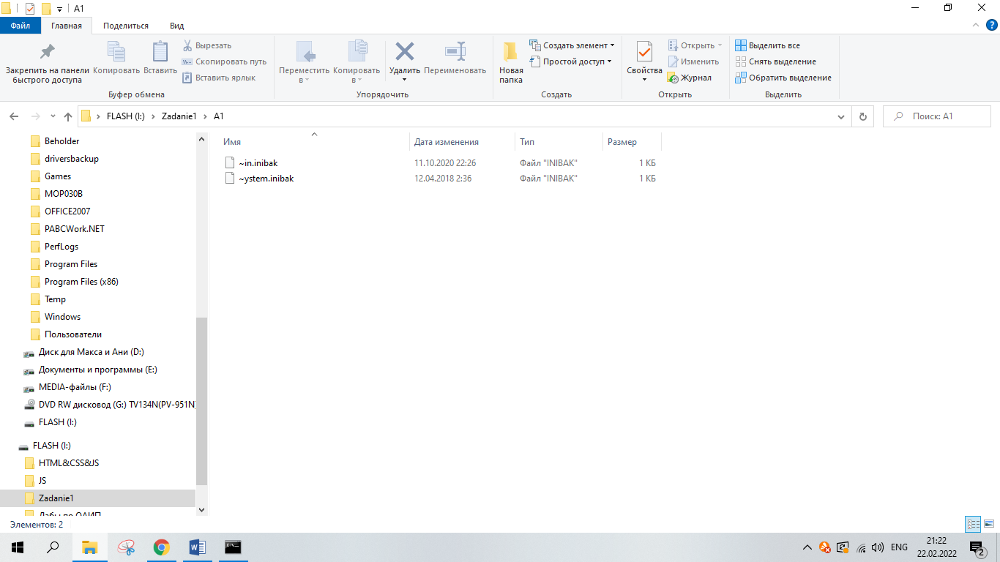 A1
Файл Главная Поделиться Вид
Закрепить на панели быстрого доступа
Копировать
Вставить
Вырезать
Скопировать путь
Вставить ярлык
Буфер обмена
Переместить в
Копировать в
Удалить
Переименовать
Упорядочить
Новая папка
Создать элемент
Простой доступ
Создать
Свойства
Открыть
Изменить
Журнал
Открыть
Выделить все
Снять выделение
Обратить выделение
Выделить
FLASH (I:) Zadanie1 A1
Поиск: A1
Beholder
driversbackup
Games
MOP030B
OFFICE2007
PABCWork.NET
PerfLogs
Program Files
Program Files (x86)
Temp
Windows
Пользователи
Диск для Макса и Ани (D:)
Документы и программы (E:)
MEDIA-файлы (F:)
DVD RW дисковод (G:) TV134N(PV-951N)
FLASH (I:)
FLASH (I:)
HTML&CSS&JS
JS
Zadanie1
Лабы по ОАИП
Имя Дата изменения Тип Размер
~in.inibak 11.10.2020 22:26 Файл "INIBAK" 1 КБ
~ystem.inibak 12.04.2018 2:36 Файл "INIBAK" 1 КБ
Элементов: 2
ENG
21:22
22.02.2022
2